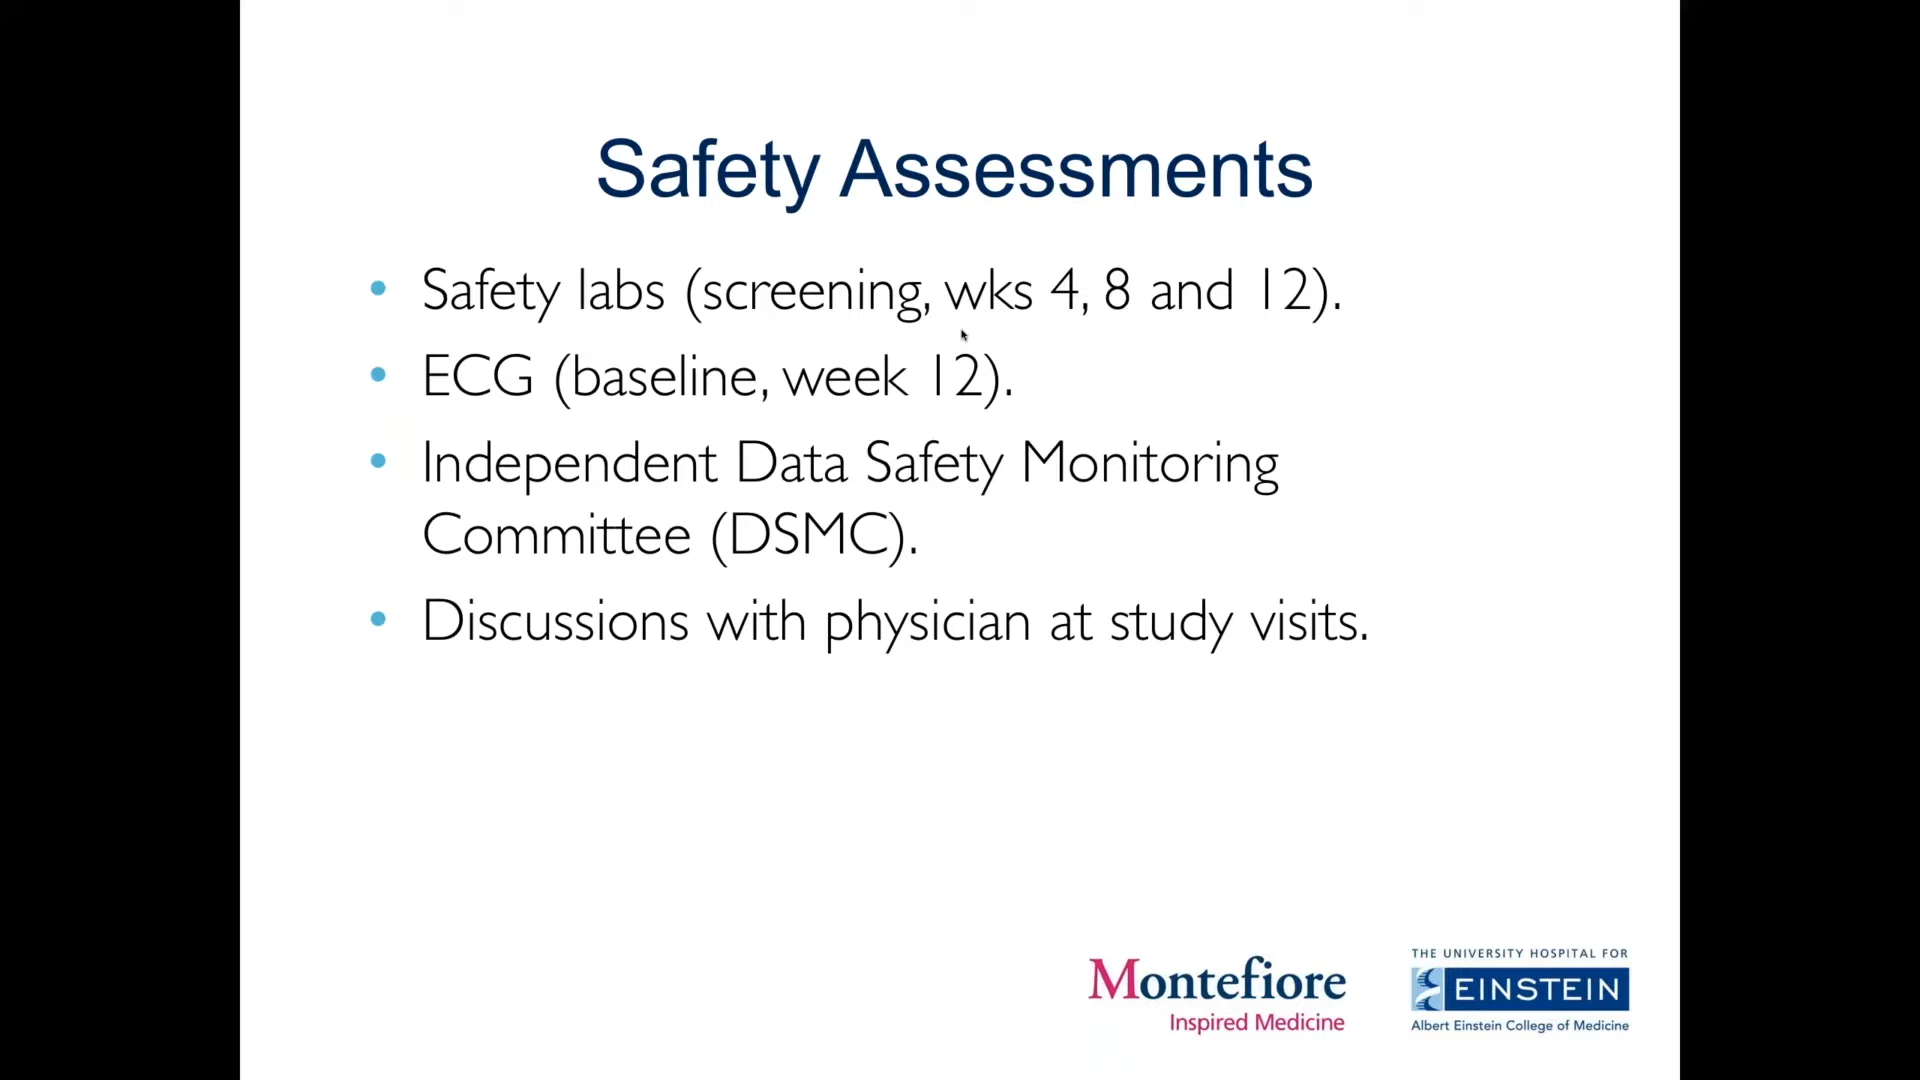 Safety Assessments
• Safety labs (screening, wks 4, 8 and 12).
• ECG (baseline, week 12).
• Independent Data Safety Monitoring
Committee (DSMC).
• Discussions with physician at study visits.
Montefiore
Inspired Medicine
THE UNIVERSITY HOSPITAL FOR
EINSTEIN
Albert Einstein College of Medicine